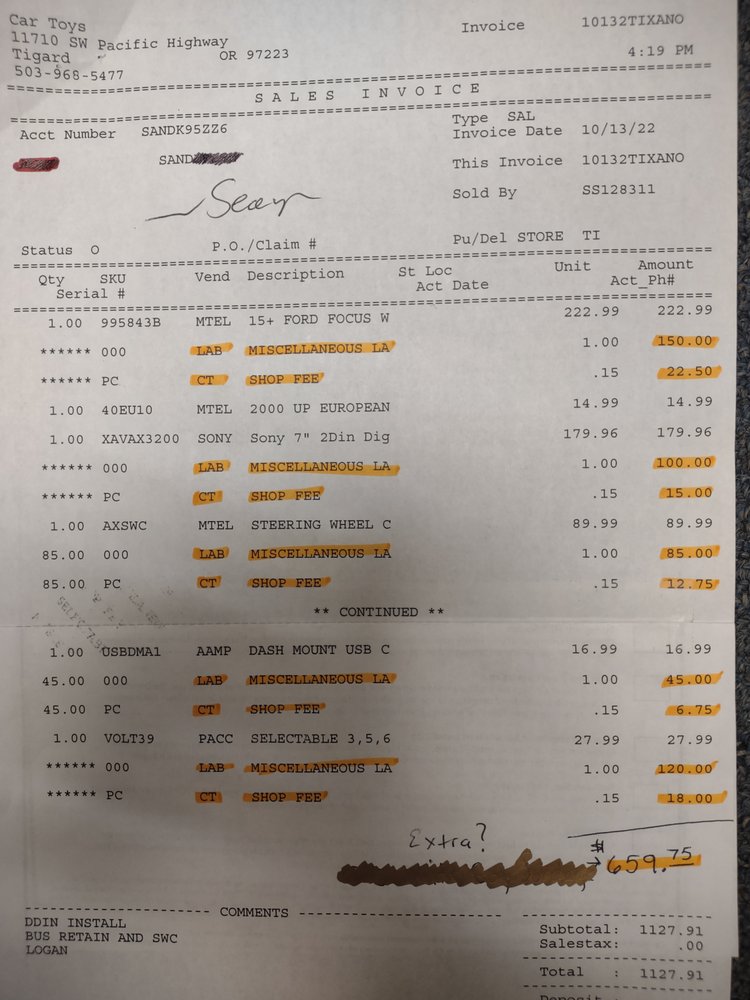 Car Toys
11710 SW Pacific Highway
Tigard OR 97223
503-968-5477
Invoice 10132TIXANO
4:19 PM
SALES INVOICE
Acct Number SANDK95ZZ6
SAND
Type SAL
Invoice Date 10/13/22
This Invoice 10132TIXANO
Sold By SS128311
Sean
Status O P.O./Claim # Pu/Del STORE TI
Qty SKU Vend Description St Loc Unit Amount
Serial # Act Date Act_Ph#
1.00 995843B MTEL 15+ FORD FOCUS W 222.99 222.99
****** 000 LAB MISCELLANEOUS LA 1.00 150.00
****** PC CT SHOP FEE .15 22.50
1.00 40EU10 MTEL 2000 UP EUROPEAN 14.99 14.99
1.00 XAVAX3200 SONY Sony 7" 2Din Dig 179.96 179.96
****** 000 LAB MISCELLANEOUS LA 1.00 100.00
****** PC CT SHOP FEE .15 15.00
1.00 AXSWC MTEL STEERING WHEEL C 89.99 89.99
85.00 000 LAB MISCELLANEOUS LA 1.00 85.00
85.00 PC CT SHOP FEE .15 12.75
** CONTINUED **
1.00 USBDMA1 AAMP DASH MOUNT USB C 16.99 16.99
45.00 000 LAB MISCELLANEOUS LA 1.00 45.00
45.00 PC CT SHOP FEE .15 6.75
1.00 VOLT39 PACC SELECTABLE 3,5,6 27.99 27.99
****** 000 LAB MISCELLANEOUS LA 1.00 120.00
****** PC CT SHOP FEE .15 18.00
Extra?
$ 659.75
COMMENTS
DDIN INSTALL
BUS RETAIN AND SWC
LOGAN
Subtotal: 1127.91
Salestax: .00
Total : 1127.91
Deposit